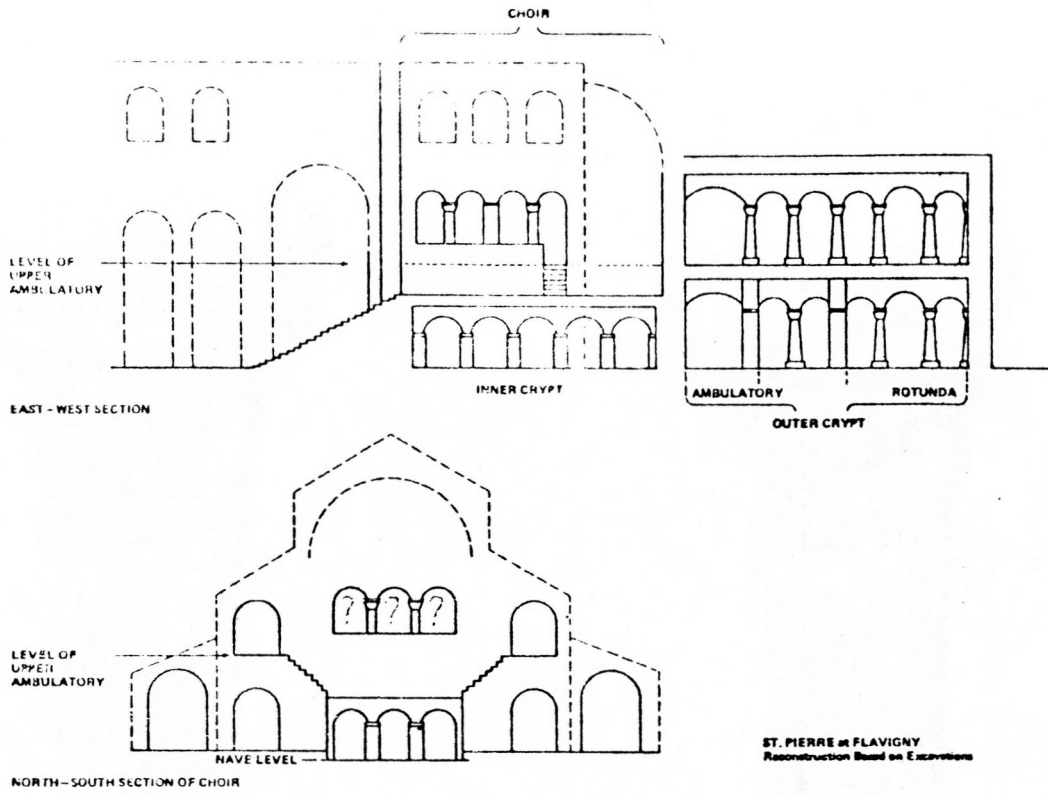 CHOIR
LEVEL OF
UPPER
AMBULATORY
INNER CRYPT
AMBULATORY
ROTUNDA
OUTER CRYPT
EAST – WEST SECTION
? ? ?
LEVEL OF
UPPER
AMBULATORY
NAVE LEVEL
ST. PIERRE at FLAVIGNY
Reconstruction Based on Excavations
NORTH – SOUTH SECTION OF CHOIR